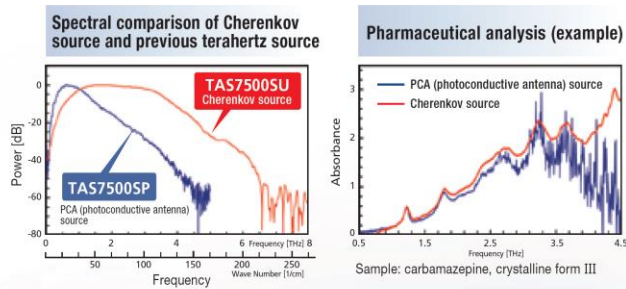 Spectral comparison of Cherenkov
source and previous terahertz source
TAS7500SU
Cherenkov source
TAS7500SP
PCA (photoconductive antenna)
source
Power [dB]
0
-20
-40
-60
-80
0 2 4 6 Frequency [THz] 8
50 100 150 200 250
Wave Number [1/cm]
Frequency
Pharmaceutical analysis (example)
PCA (photoconductive antenna) source
Cherenkov source
Absorbance
3
2
1
0
0.5 1.5 2.5 3.5 4.5
Frequency [THz]
Sample: carbamazepine, crystalline form III